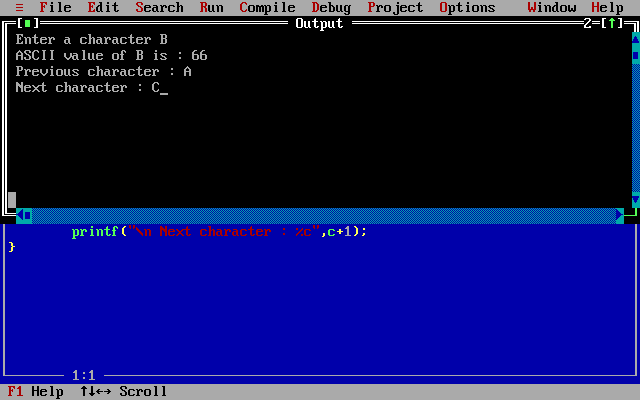 ≡ File Edit Search Run Compile Debug Project Options Window Help
[■] Output 2=[↑]
Enter a character B
ASCII value of B is : 66
Previous character : A
Next character : C_
printf("\n Next character : %c",c+1);
}
1:1
F1 Help ↑↓←→ Scroll